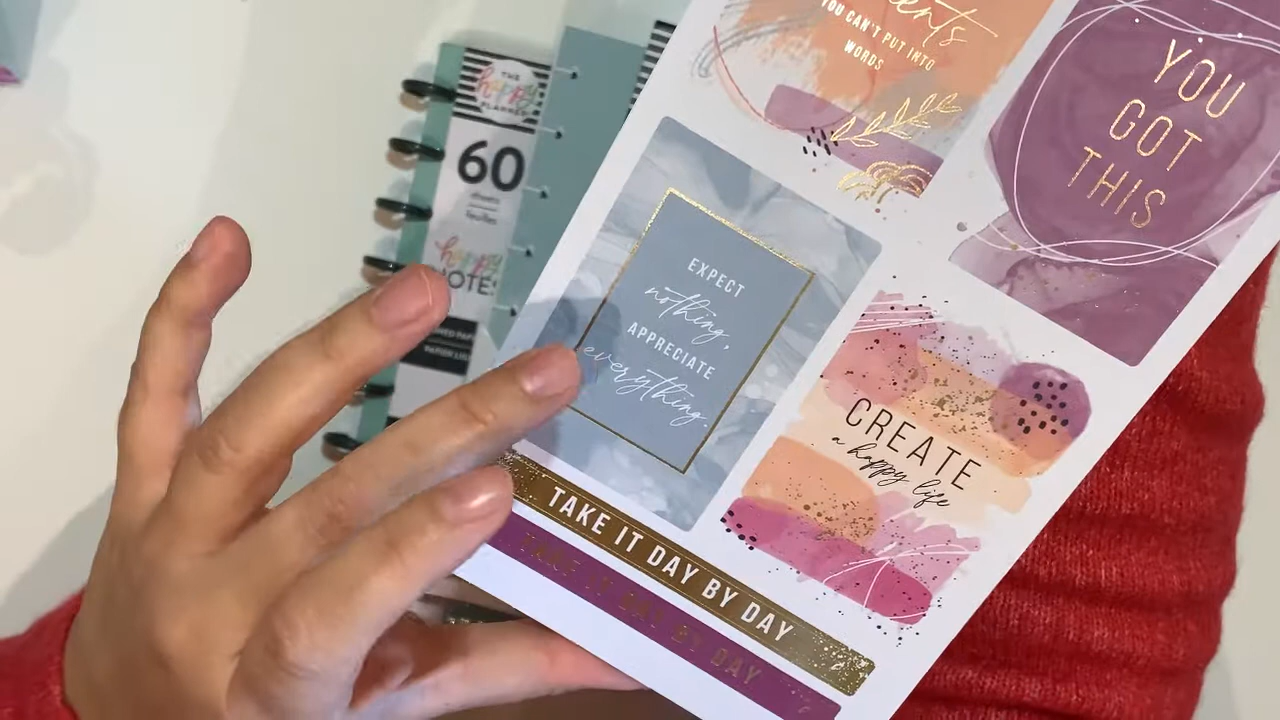 YOU CAN'T PUT INTO
WORDS
YOU
GOT
THIS
EXPECT
nothing,
APPRECIATE
everything.
CREATE
a happy life
TAKE IT DAY BY DAY
TAKE IT DAY BY DAY
THE
happy
PLANNER
60
sheets
feuilles
happy
NOTES